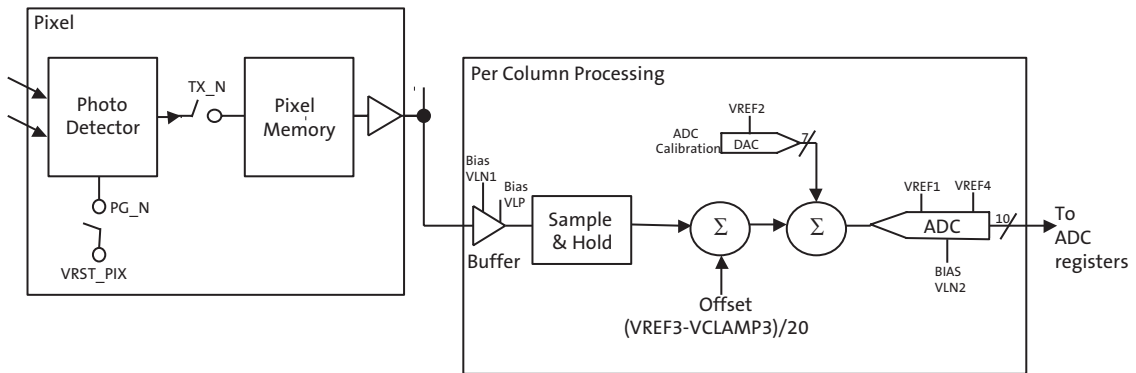 Pixel
Photo
Detector
TX_N
Pixel
Memory
PG_N
VRST_PIX
Per Column Processing
VREF2
ADC
Calibration
DAC
7
Bias
VLN1
Bias
VLP
Buffer
Sample
& Hold
Σ
Σ
Offset
(VREF3-VCLAMP3)/20
VREF1
VREF4
ADC
10
BIAS
VLN2
To
ADC
registers